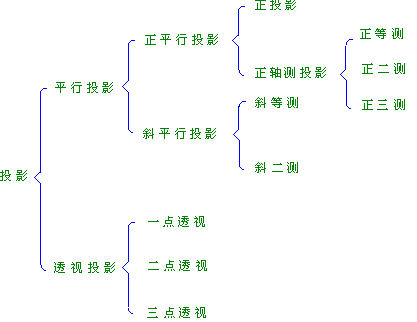 正投影
正平行投影
正等测
正二测
正轴测投影
正三测
平行投影
斜等测
斜平行投影
斜二测
投影
一点透视
透视投影
二点透视
三点透视